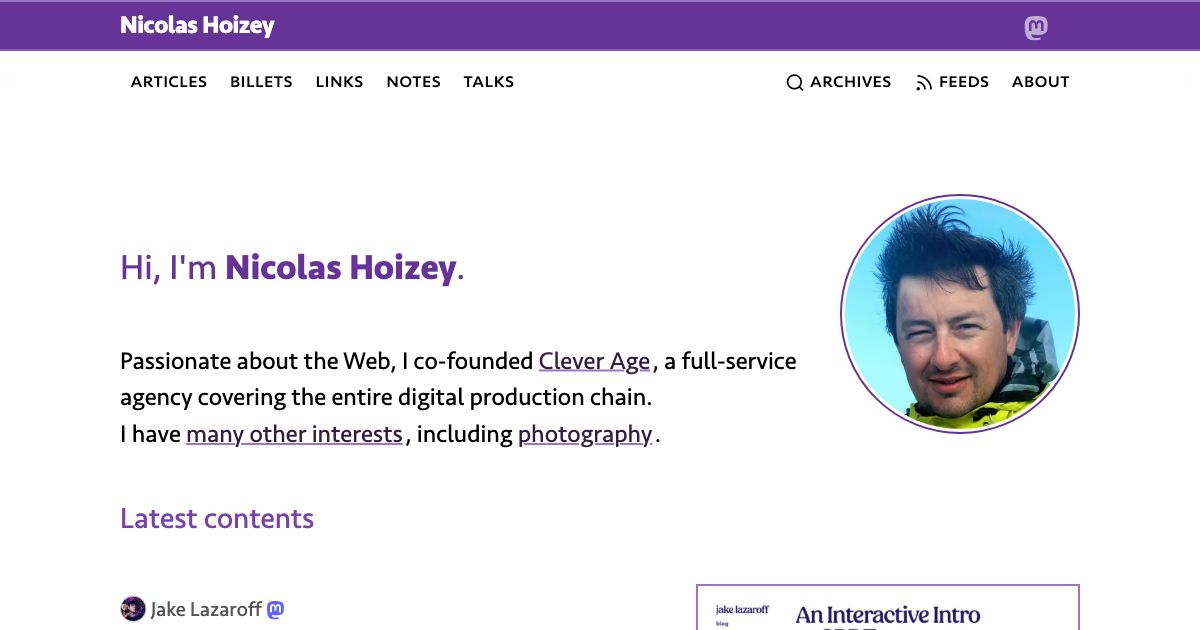 Nicolas Hoizey
ARTICLES BILLETS LINKS NOTES TALKS ARCHIVES FEEDS ABOUT
Hi, I'm Nicolas Hoizey.
Passionate about the Web, I co-founded Clever Age, a full-service
agency covering the entire digital production chain.
I have many other interests, including photography.
Latest contents
Jake Lazaroff
jake lazaroff
blog
An Interactive Intro